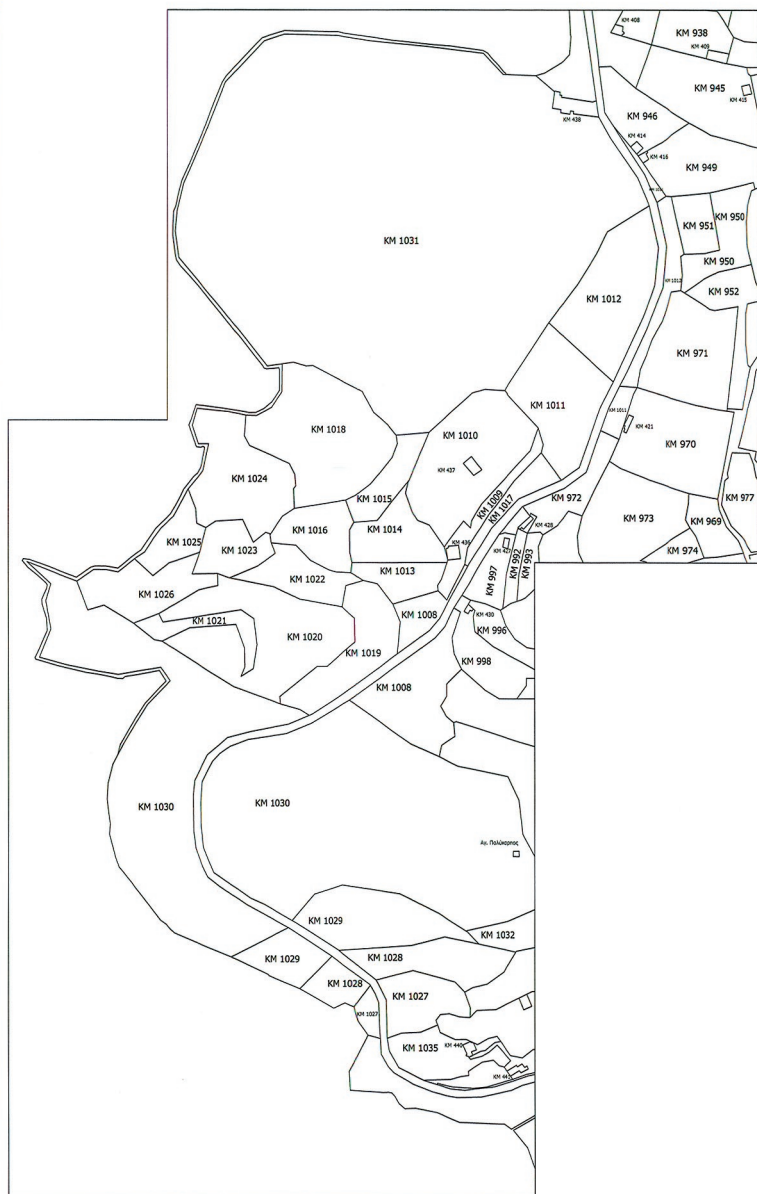 KM 408
KM 938
KM 409
KM 945
KM 415
KM 438
KM 946
KM 414
KM 416
KM 949
KM 951
KM 950
KM 1031
KM 950
KM 1012
KM 952
KM 1012
KM 971
KM 1011
KM 1011
KM 421
KM 1018
KM 1010
KM 970
KM 437
KM 1024
KM 1009
KM 1015
KM 1017
KM 972
KM 977
KM 1016
KM 1014
KM 973
KM 969
KM 428
KM 1025
KM 1023
KM 436
KM 974
KM 992
KM 993
KM 1013
KM 997
KM 1022
KM 1026
KM 1021
KM 1020
KM 1008
KM 430
KM 996
KM 1019
KM 998
KM 1008
KM 1030
KM 1030
Αγ. Πολύκαρπος
KM 1029
KM 1032
KM 1029
KM 1028
KM 1028
KM 1027
KM 1027
KM 1035
KM 440